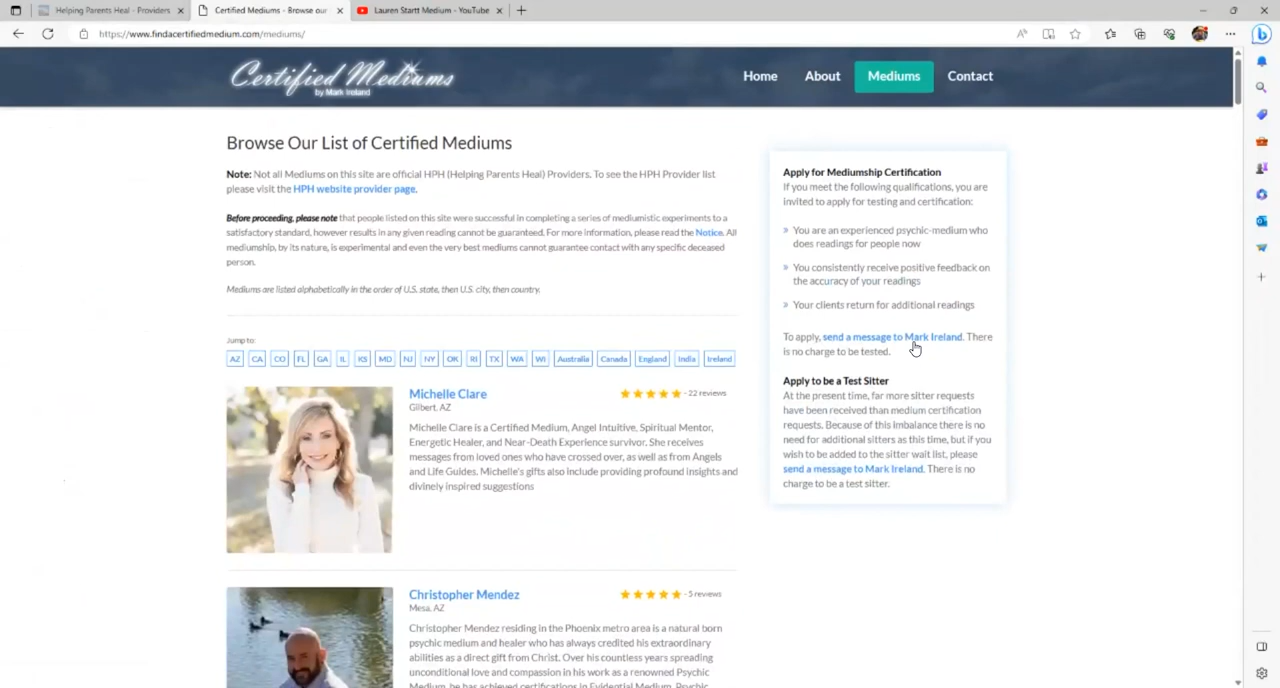 Helping Parents Heal - Providers
Certified Mediums - Browse our
Lauren Startt Medium - YouTube
https://www.findacertifiedmedium.com/mediums/
Certified Mediums
by Mark Ireland
Home
About
Mediums
Contact
Browse Our List of Certified Mediums
Note: Not all Mediums on this site are official HPH (Helping Parents Heal) Providers. To see the HPH Provider list
please visit the HPH website provider page.
Before proceeding, please note that people listed on this site were successful in completing a series of mediumistic experiments to a
satisfactory standard, however results in any given reading cannot be guaranteed. For more information, please read the Notice. All
mediumship, by its nature, is experimental and even the very best mediums cannot guarantee contact with any specific deceased
person.
Mediums are listed alphabetically in the order of U.S. state, then U.S. city, then country.
Jump to:
AZ CA CO FL GA IL KS MD NJ NY OK RI TX WA WI Australia Canada England India Ireland
Michelle Clare
- 22 reviews
Gilbert, AZ
Michelle Clare is a Certified Medium, Angel Intuitive, Spiritual Mentor,
Energetic Healer, and Near-Death Experience survivor. She receives
messages from loved ones who have crossed over, as well as from Angels
and Life Guides. Michelle's gifts also include providing profound insights and
divinely inspired suggestions
Christopher Mendez
- 5 reviews
Mesa, AZ
Christopher Mendez residing in the Phoenix metro area is a natural born
psychic medium and healer who has always credited his extraordinary
abilities as a direct gift from Christ. Over his countless years spreading
unconditional love and compassion in his work as a renowned Psychic
Medium, he has achieved certifications in Evidential Medium, Psychic
Apply for Mediumship Certification
If you meet the following qualifications, you are
invited to apply for testing and certification:
» You are an experienced psychic-medium who
does readings for people now
» You consistently receive positive feedback on
the accuracy of your readings
» Your clients return for additional readings
To apply, send a message to Mark Ireland. There
is no charge to be tested.
Apply to be a Test Sitter
At the present time, far more sitter requests
have been received than medium certification
requests. Because of this imbalance there is no
need for additional sitters as this time, but if you
wish to be added to the sitter wait list, please
send a message to Mark Ireland. There is no
charge to be a test sitter.